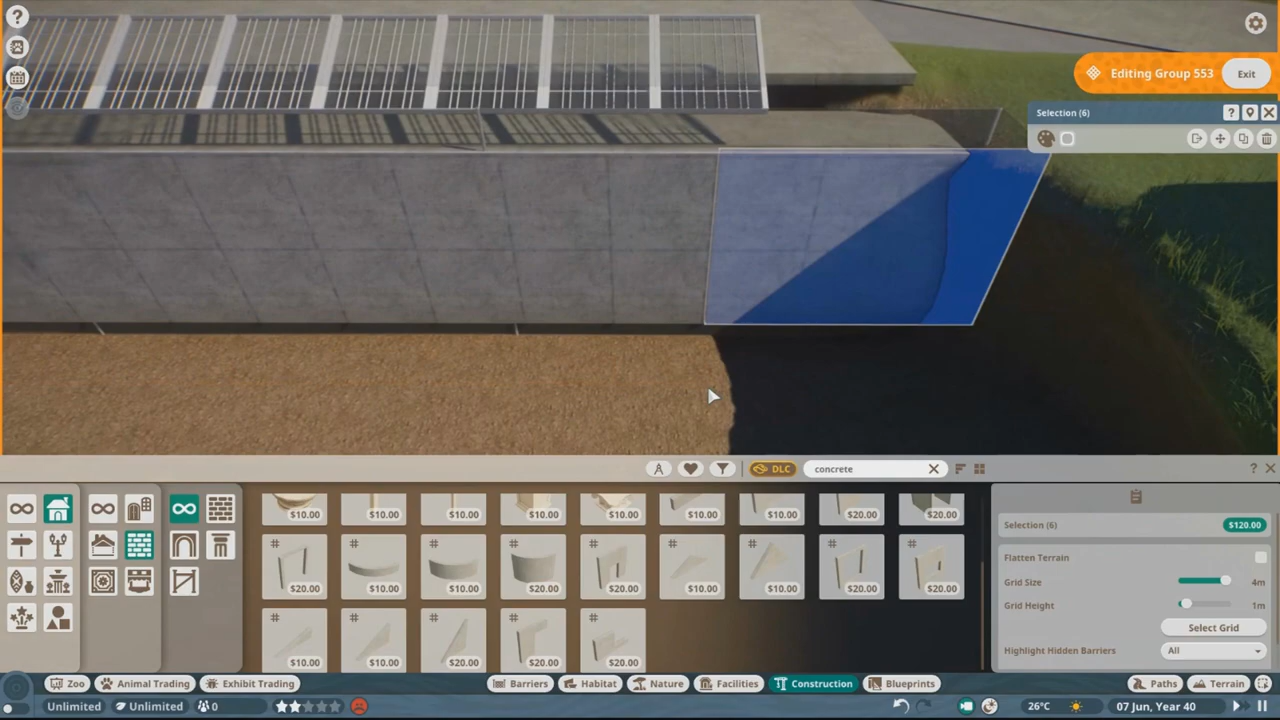 ?
Editing Group 553
Exit
Selection (6)
?
DLC
concrete
?
$10.00 $10.00 $10.00 $10.00 $10.00 $10.00 $10.00 $20.00 $20.00
$20.00 $10.00 $10.00 $20.00 $20.00 $10.00 $10.00 $20.00 $20.00
$10.00 $10.00 $20.00 $20.00 $10.00
Selection (6) $120.00
Flatten Terrain
Grid Size 4m
Grid Height 1m
Select Grid
Highlight Hidden Barriers All
Zoo Animal Trading Exhibit Trading Barriers Habitat Nature Facilities Construction Blueprints Paths Terrain
Unlimited Unlimited 0 26°C 07 Jun, Year 40